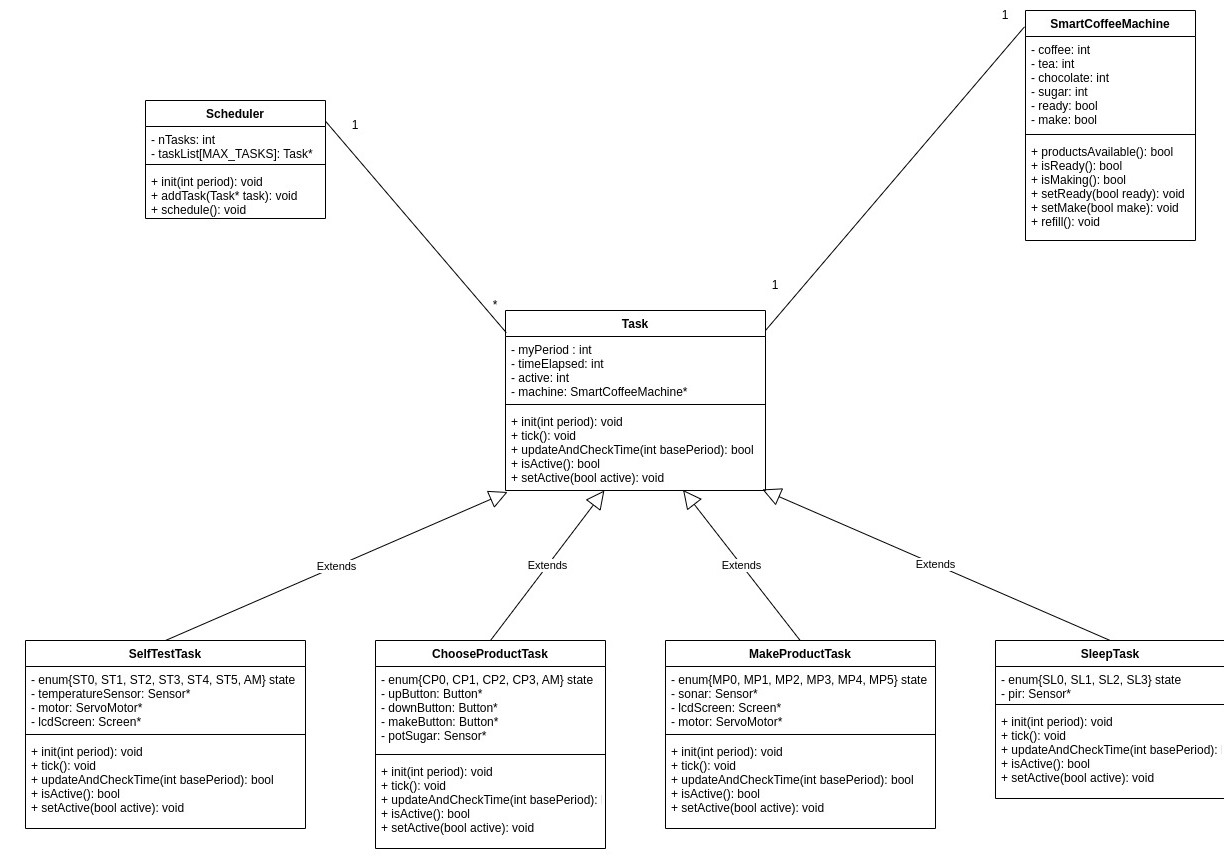 1
SmartCoffeeMachine
- coffee: int
- tea: int
- chocolate: int
- sugar: int
- ready: bool
- make: bool
+ productsAvailable(): bool
+ isReady(): bool
+ isMaking(): bool
+ setReady(bool ready): void
+ setMake(bool make): void
+ refill(): void
Scheduler
- nTasks: int
- taskList[MAX_TASKS]: Task*
+ init(int period): void
+ addTask(Task* task): void
+ schedule(): void
1
1
*
Task
- myPeriod : int
- timeElapsed: int
- active: int
- machine: SmartCoffeeMachine*
+ init(int period): void
+ tick(): void
+ updateAndCheckTime(int basePeriod): bool
+ isActive(): bool
+ setActive(bool active): void
Extends
Extends
Extends
Extends
SelfTestTask
- enum{ST0, ST1, ST2, ST3, ST4, ST5, AM} state
- temperatureSensor: Sensor*
- motor: ServoMotor*
- lcdScreen: Screen*
+ init(int period): void
+ tick(): void
+ updateAndCheckTime(int basePeriod): bool
+ isActive(): bool
+ setActive(bool active): void
ChooseProductTask
- enum{CP0, CP1, CP2, CP3, AM} state
- upButton: Button*
- downButton: Button*
- makeButton: Button*
- potSugar: Sensor*
+ init(int period): void
+ tick(): void
+ updateAndCheckTime(int basePeriod):
+ isActive(): bool
+ setActive(bool active): void
MakeProductTask
- enum{MP0, MP1, MP2, MP3, MP4, MP5} state
- sonar: Sensor*
- lcdScreen: Screen*
- motor: ServoMotor*
+ init(int period): void
+ tick(): void
+ updateAndCheckTime(int basePeriod): bool
+ isActive(): bool
+ setActive(bool active): void
SleepTask
- enum{SL0, SL1, SL2, SL3} state
- pir: Sensor*
+ init(int period): void
+ tick(): void
+ updateAndCheckTime(int basePeriod):
+ isActive(): bool
+ setActive(bool active): void